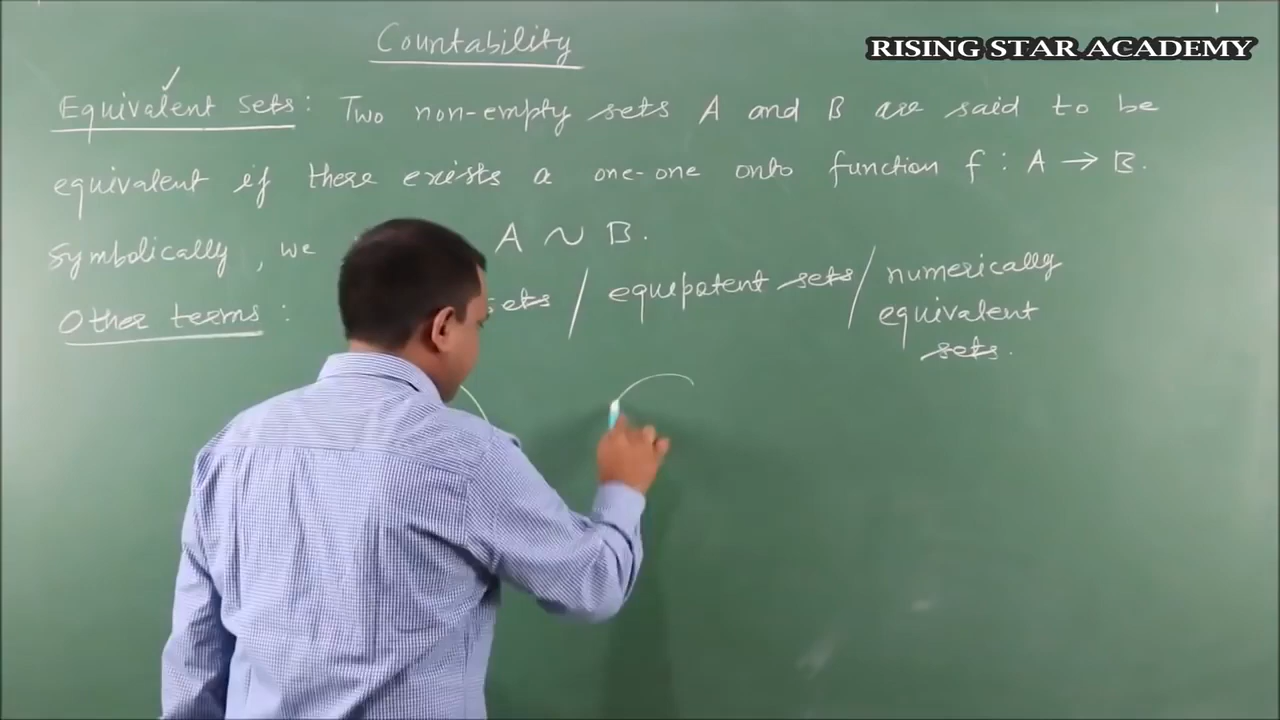 Countability
RISING STAR ACADEMY
Equivalent sets: Two non-empty sets A and B are said to be
equivalent if there exists a one-one onto function f : A → B.
symbolically, we A ~ B.
Other terms: sets / equipotent sets / numerically
equivalent
sets.